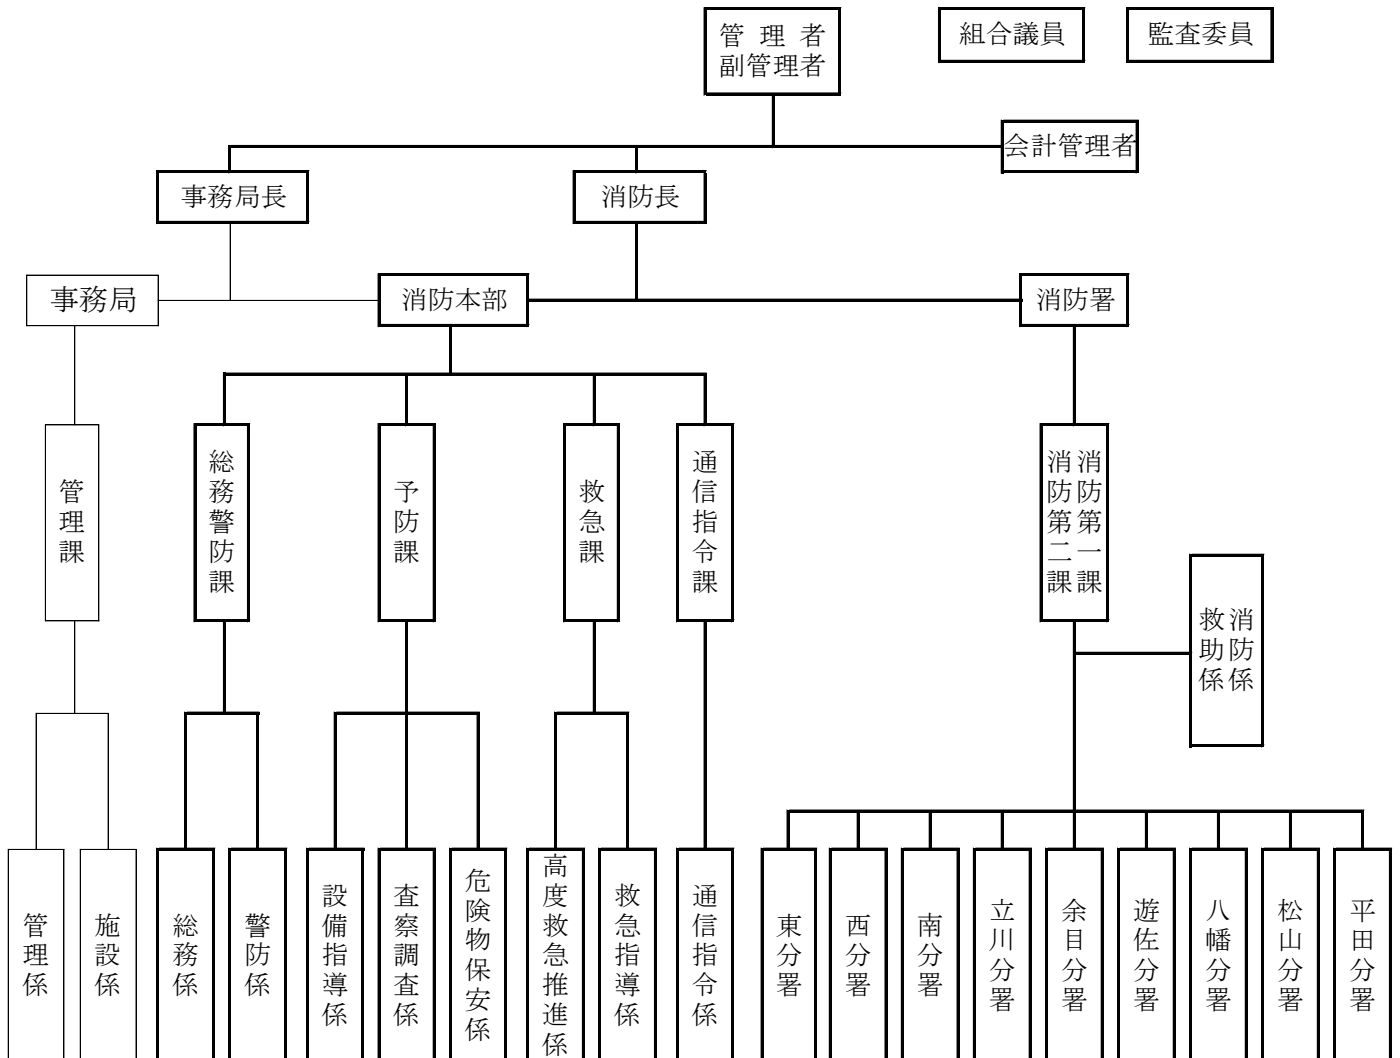 管理者
副管理者
組合議員
監査委員
会計管理者
事務局長
消防長
事務局
消防本部
消防署
管理課
総務警防課
予防課
救急課
通信指令課
消防第一課
消防第二課
消防係
救助係
管理係
施設係
総務係
警防係
設備指導係
査察調査係
危険物保安係
高度救急推進係
救急指導係
通信指令係
東分署
西分署
南分署
立川分署
余目分署
遊佐分署
八幡分署
松山分署
平田分署